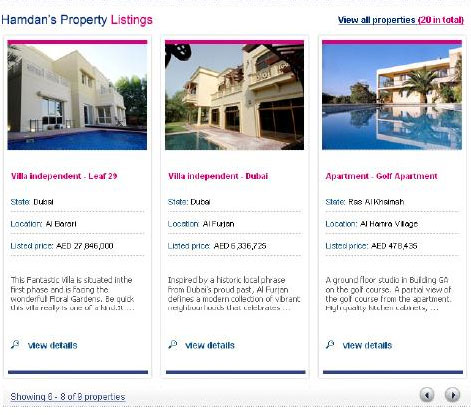 Hamdan's Property Listings
View all properties (20 in total)
Villa independent - Leaf 29
State: Dubai
Location: Al Barari
Listed price: AED 27,846,000
This Fantastic Villa is situated in the
first phase and is facing the
wonderfull Floral Gardens. Be quick
this villa really is one of a kind.It ...
view details
Villa independent - Dubai
State: Dubai
Location: Al Furjan
Listed price: AED 5,336,725
Inspired by a historic local phrase
from Dubai's proud past, Al Furjan
defines a modern collection of vibrant
neighbourhoods that celebrates ...
view details
Apartment - Golf Apartment
State: Ras Al Khaimah
Location: Al Hamra Village
Listed price: AED 478,435
A ground floor studio in Building GA
on the golf course. A partial view of
the golf course from the apartment.
High quality kitchen cabinets, ...
view details
Showing 6 - 8 of 9 properties